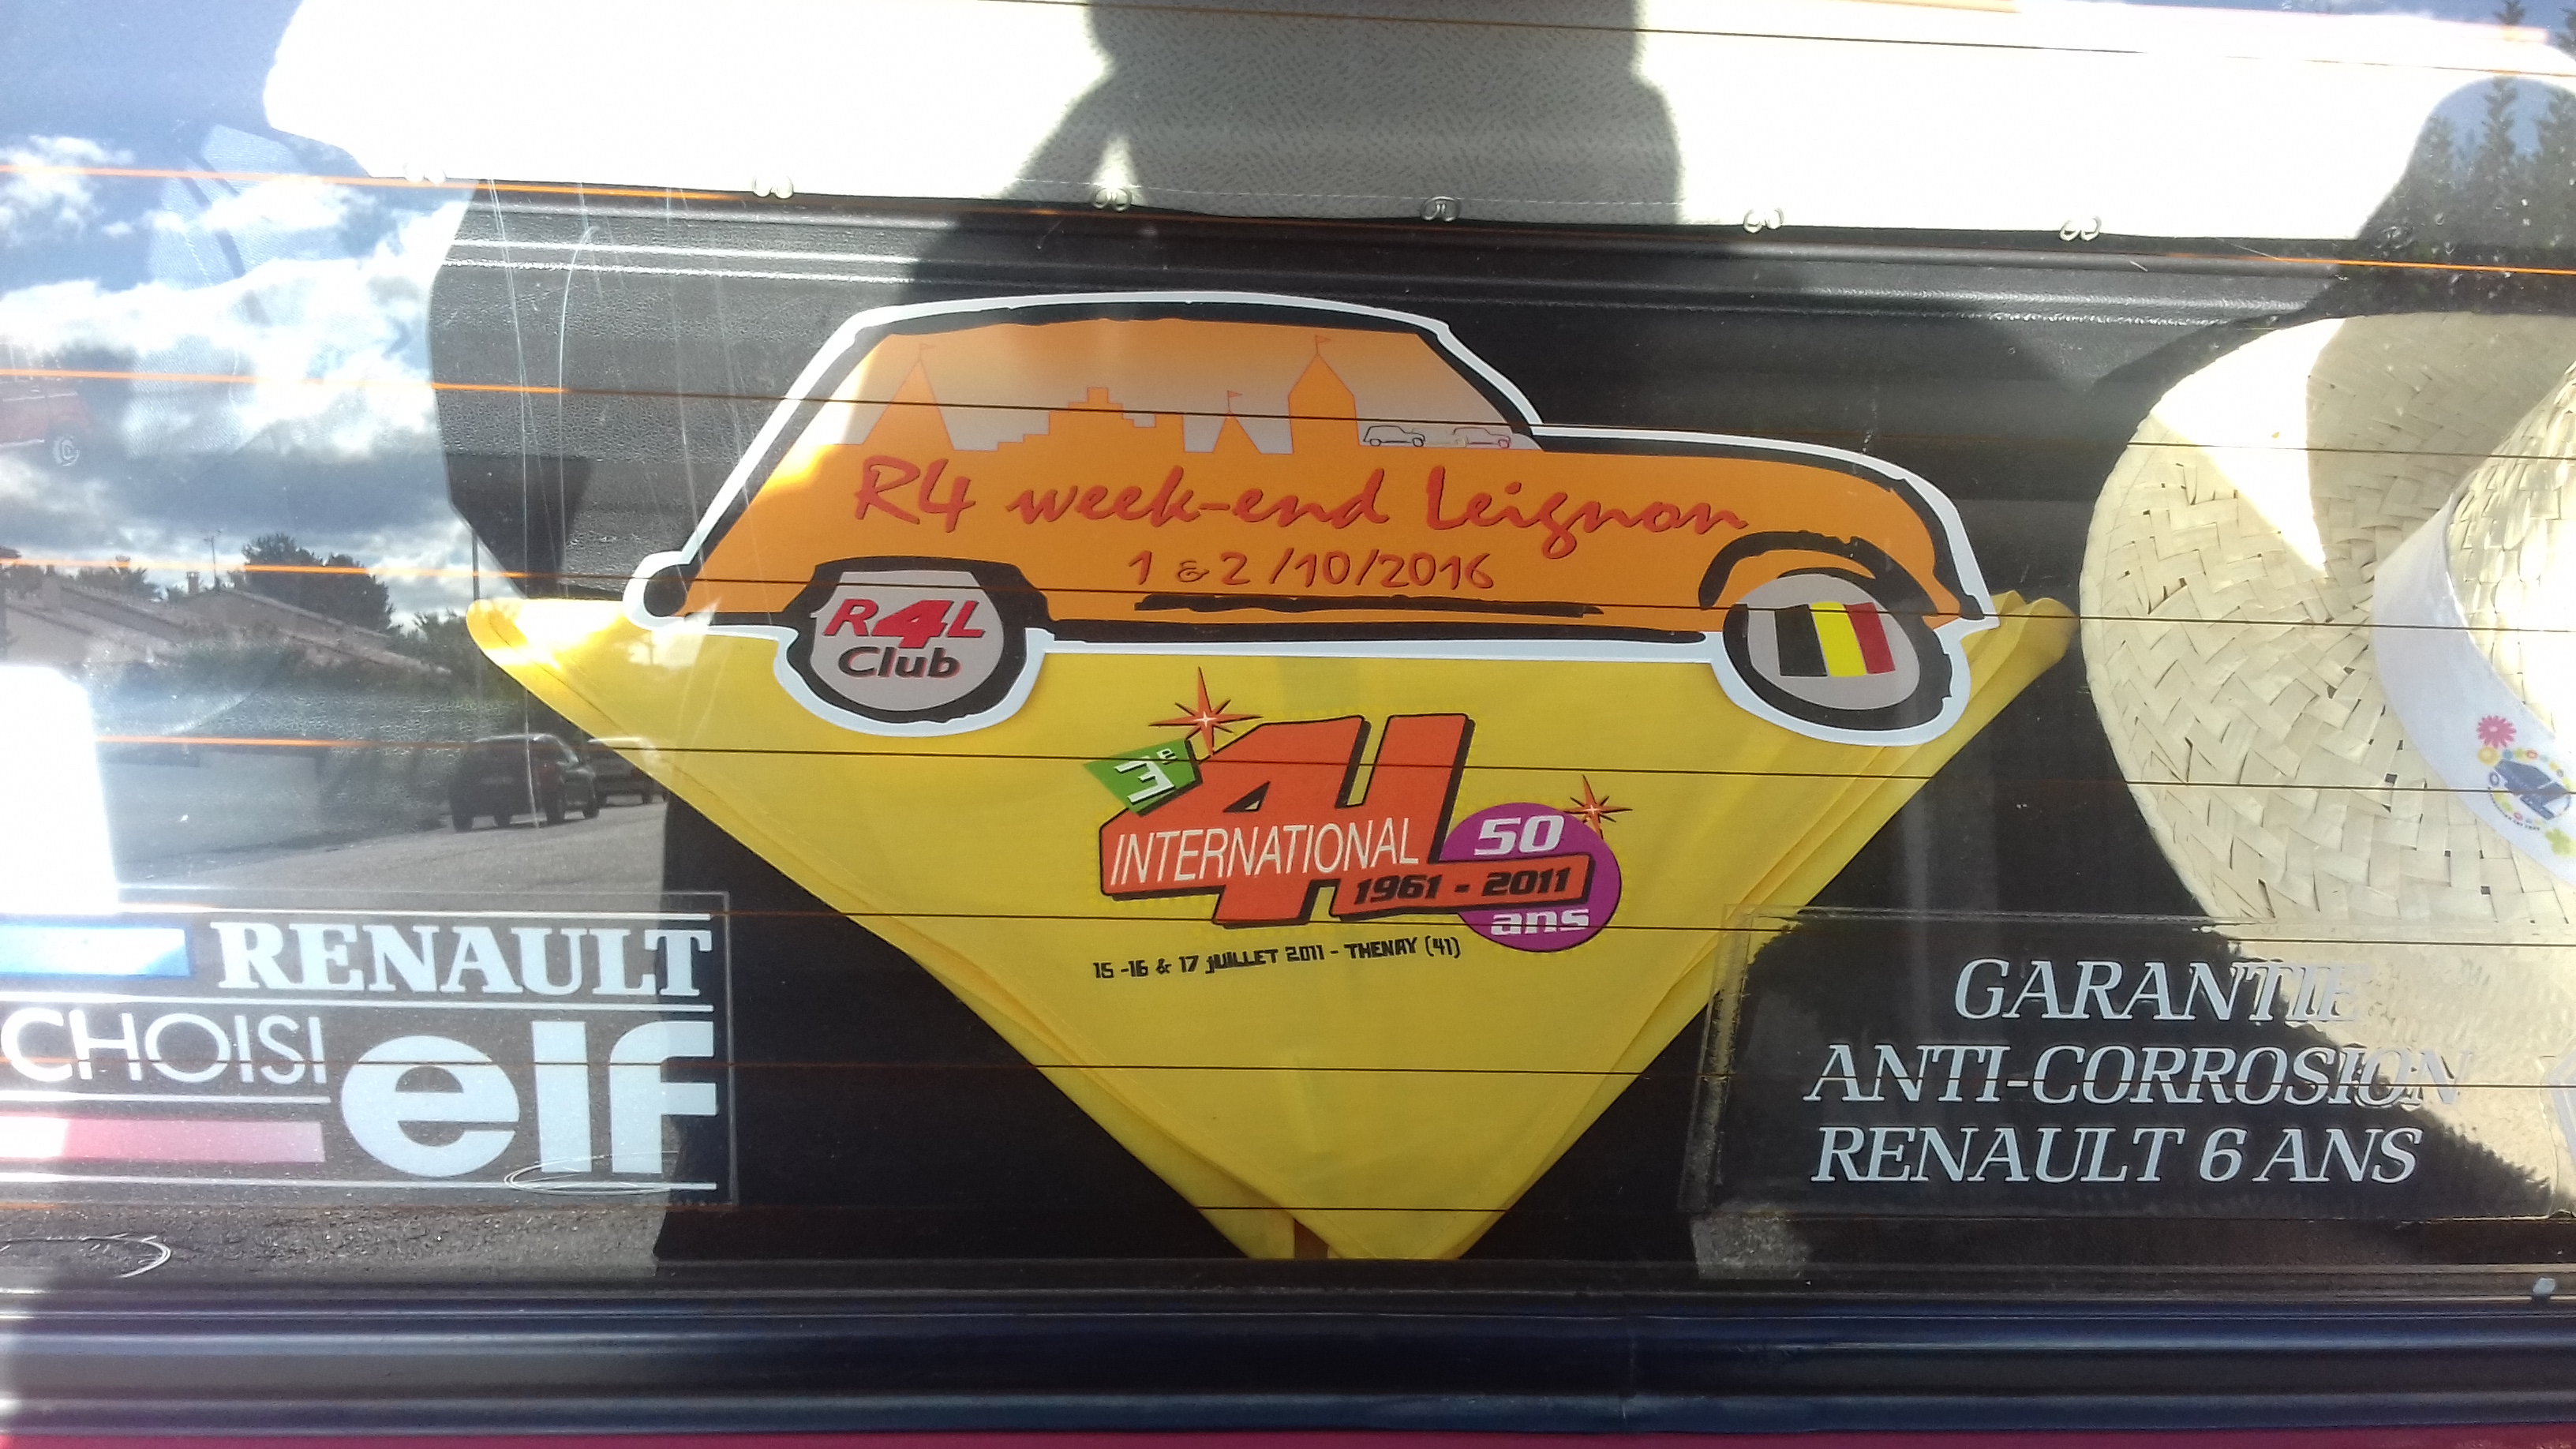 R4 week-end Leignon
1 & 2 /10/2016
R4L
Club
3e
4L
INTERNATIONAL
1961 - 2011
50
ans
15 -16 & 17 JUILLET 2011 - THENAY (41)
RENAULT
CHOISI
elf
GARANTIE
ANTI-CORROSION
RENAULT 6 ANS